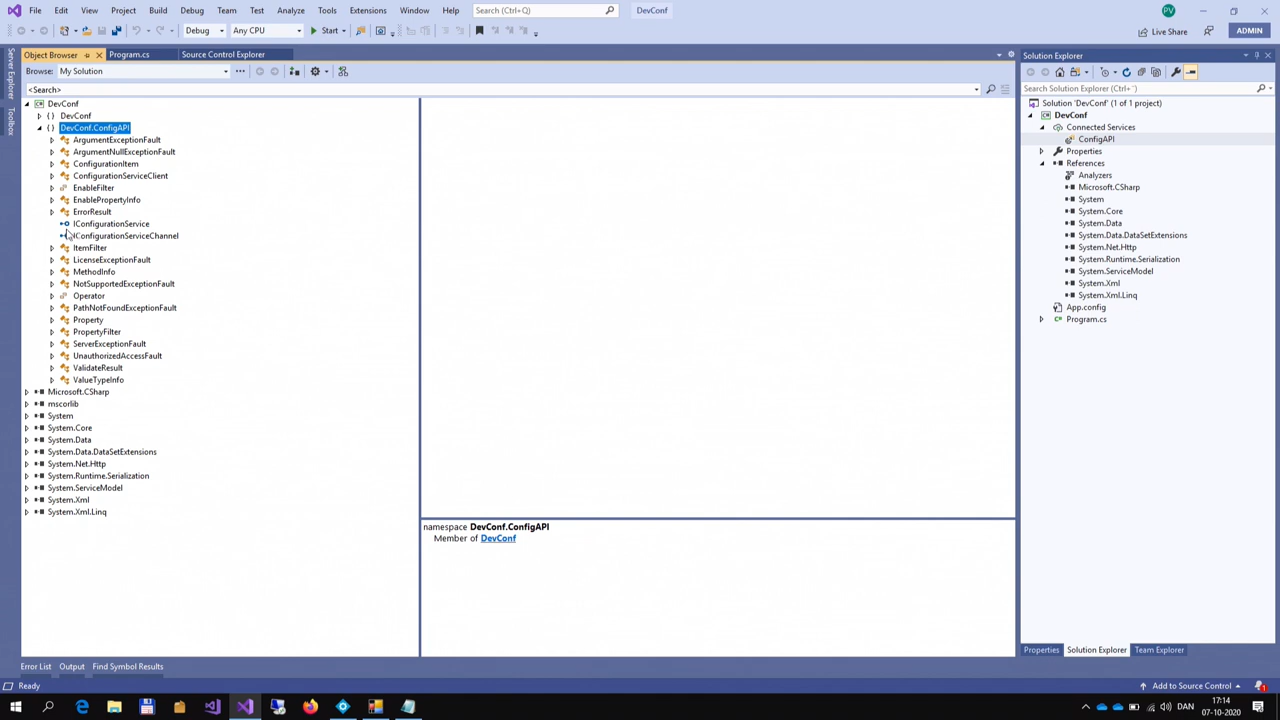 File Edit View Project Build Debug Team Test Analyze Tools Extensions Window Help Search (Ctrl+Q) DevConf PV
Debug Any CPU Start Live Share ADMIN
Object Browser Program.cs Source Control Explorer
Browse: My Solution
<Search>
DevConf
DevConf
DevConf.ConfigAPI
ArgumentExceptionFault
ArgumentNullExceptionFault
ConfigurationItem
ConfigurationServiceClient
EnableFilter
EnablePropertyInfo
ErrorResult
IConfigurationService
IConfigurationServiceChannel
ItemFilter
LicenseExceptionFault
MethodInfo
NotSupportedExceptionFault
Operator
PathNotFoundExceptionFault
Property
PropertyFilter
ServerExceptionFault
UnauthorizedAccessFault
ValidateResult
ValueTypeInfo
Microsoft.CSharp
mscorlib
System
System.Core
System.Data
System.Data.DataSetExtensions
System.Net.Http
System.Runtime.Serialization
System.ServiceModel
System.Xml
System.Xml.Linq
namespace DevConf.ConfigAPI
Member of DevConf
Server Explorer
Toolbox
Solution Explorer
Search Solution Explorer (Ctrl+¨)
Solution 'DevConf' (1 of 1 project)
DevConf
Connected Services
ConfigAPI
Properties
References
Analyzers
Microsoft.CSharp
System
System.Core
System.Data
System.Data.DataSetExtensions
System.Net.Http
System.Runtime.Serialization
System.ServiceModel
System.Xml
System.Xml.Linq
App.config
Program.cs
Properties Solution Explorer Team Explorer
Error List Output Find Symbol Results
Ready Add to Source Control 1
DAN
17:14
07-10-2020